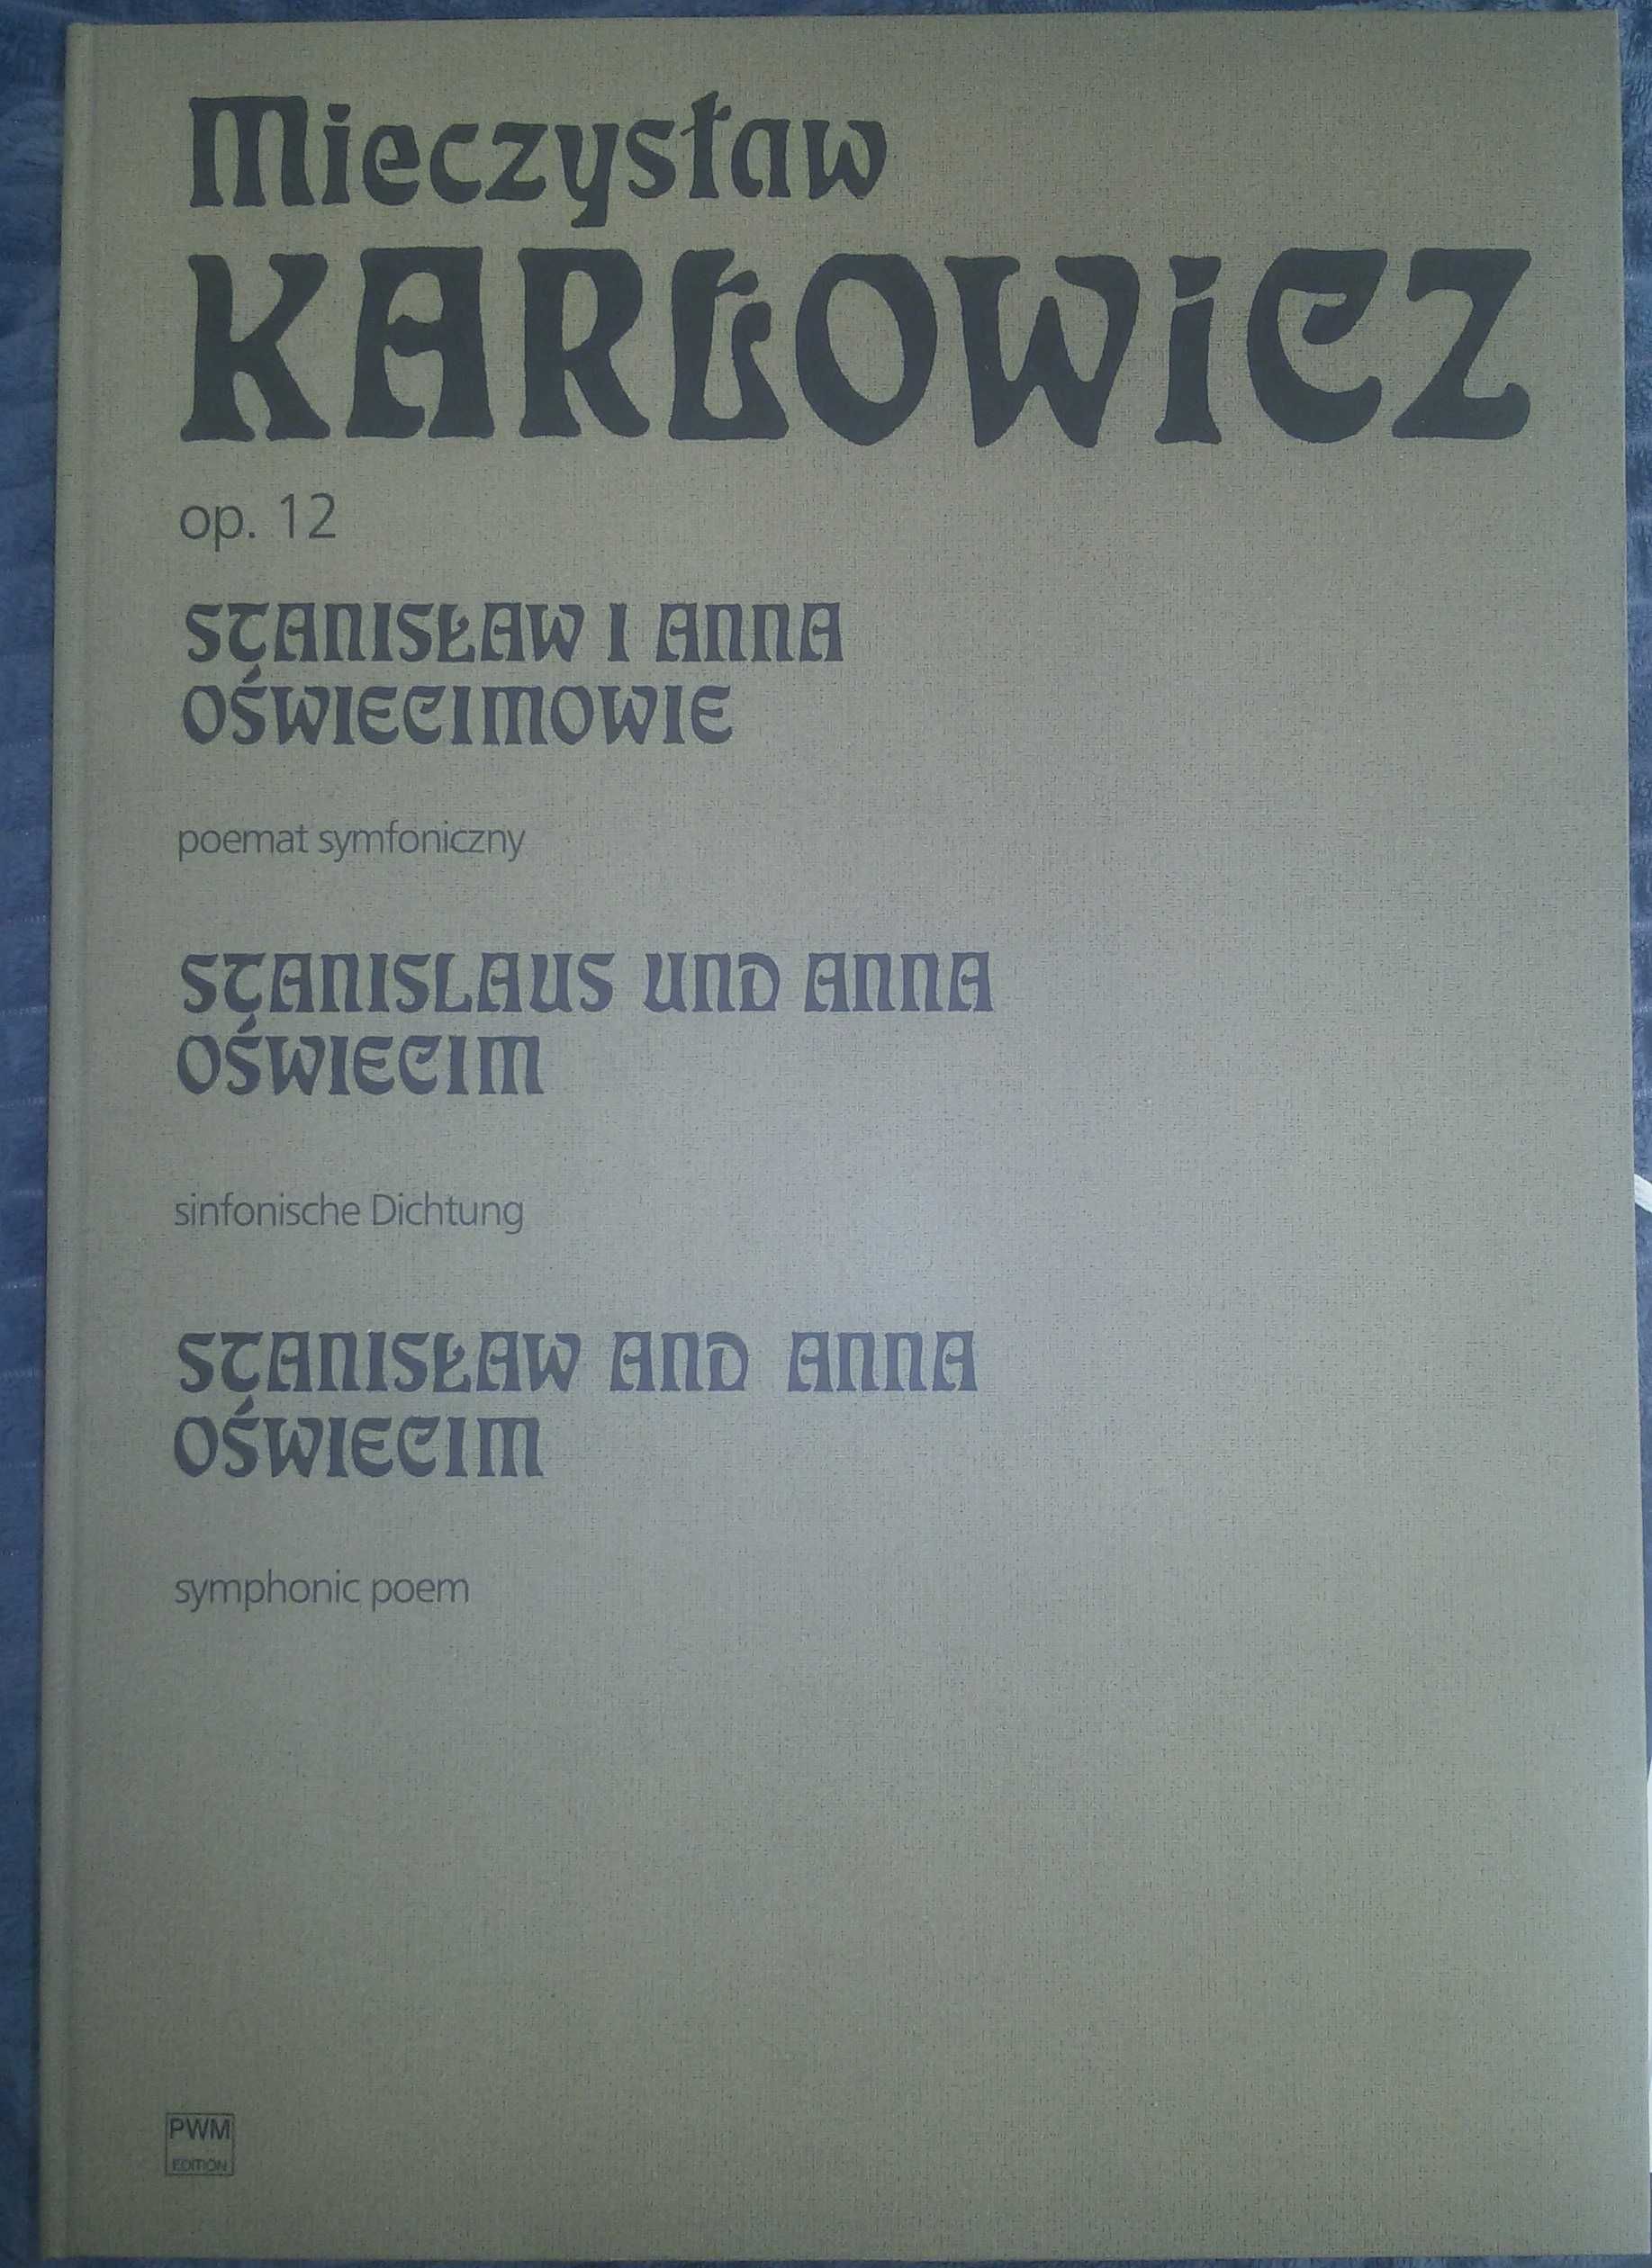 Mieczysław
KARŁOWiCZ
op. 12
STANISŁAW I ANNA
OŚWIECIMOWIE
poemat symfoniczny
STANISLAUS UND ANNA
OŚWIECIM
sinfonische Dichtung
STANISŁAW AND ANNA
OŚWIECIM
symphonic poem
PWM
EDITION